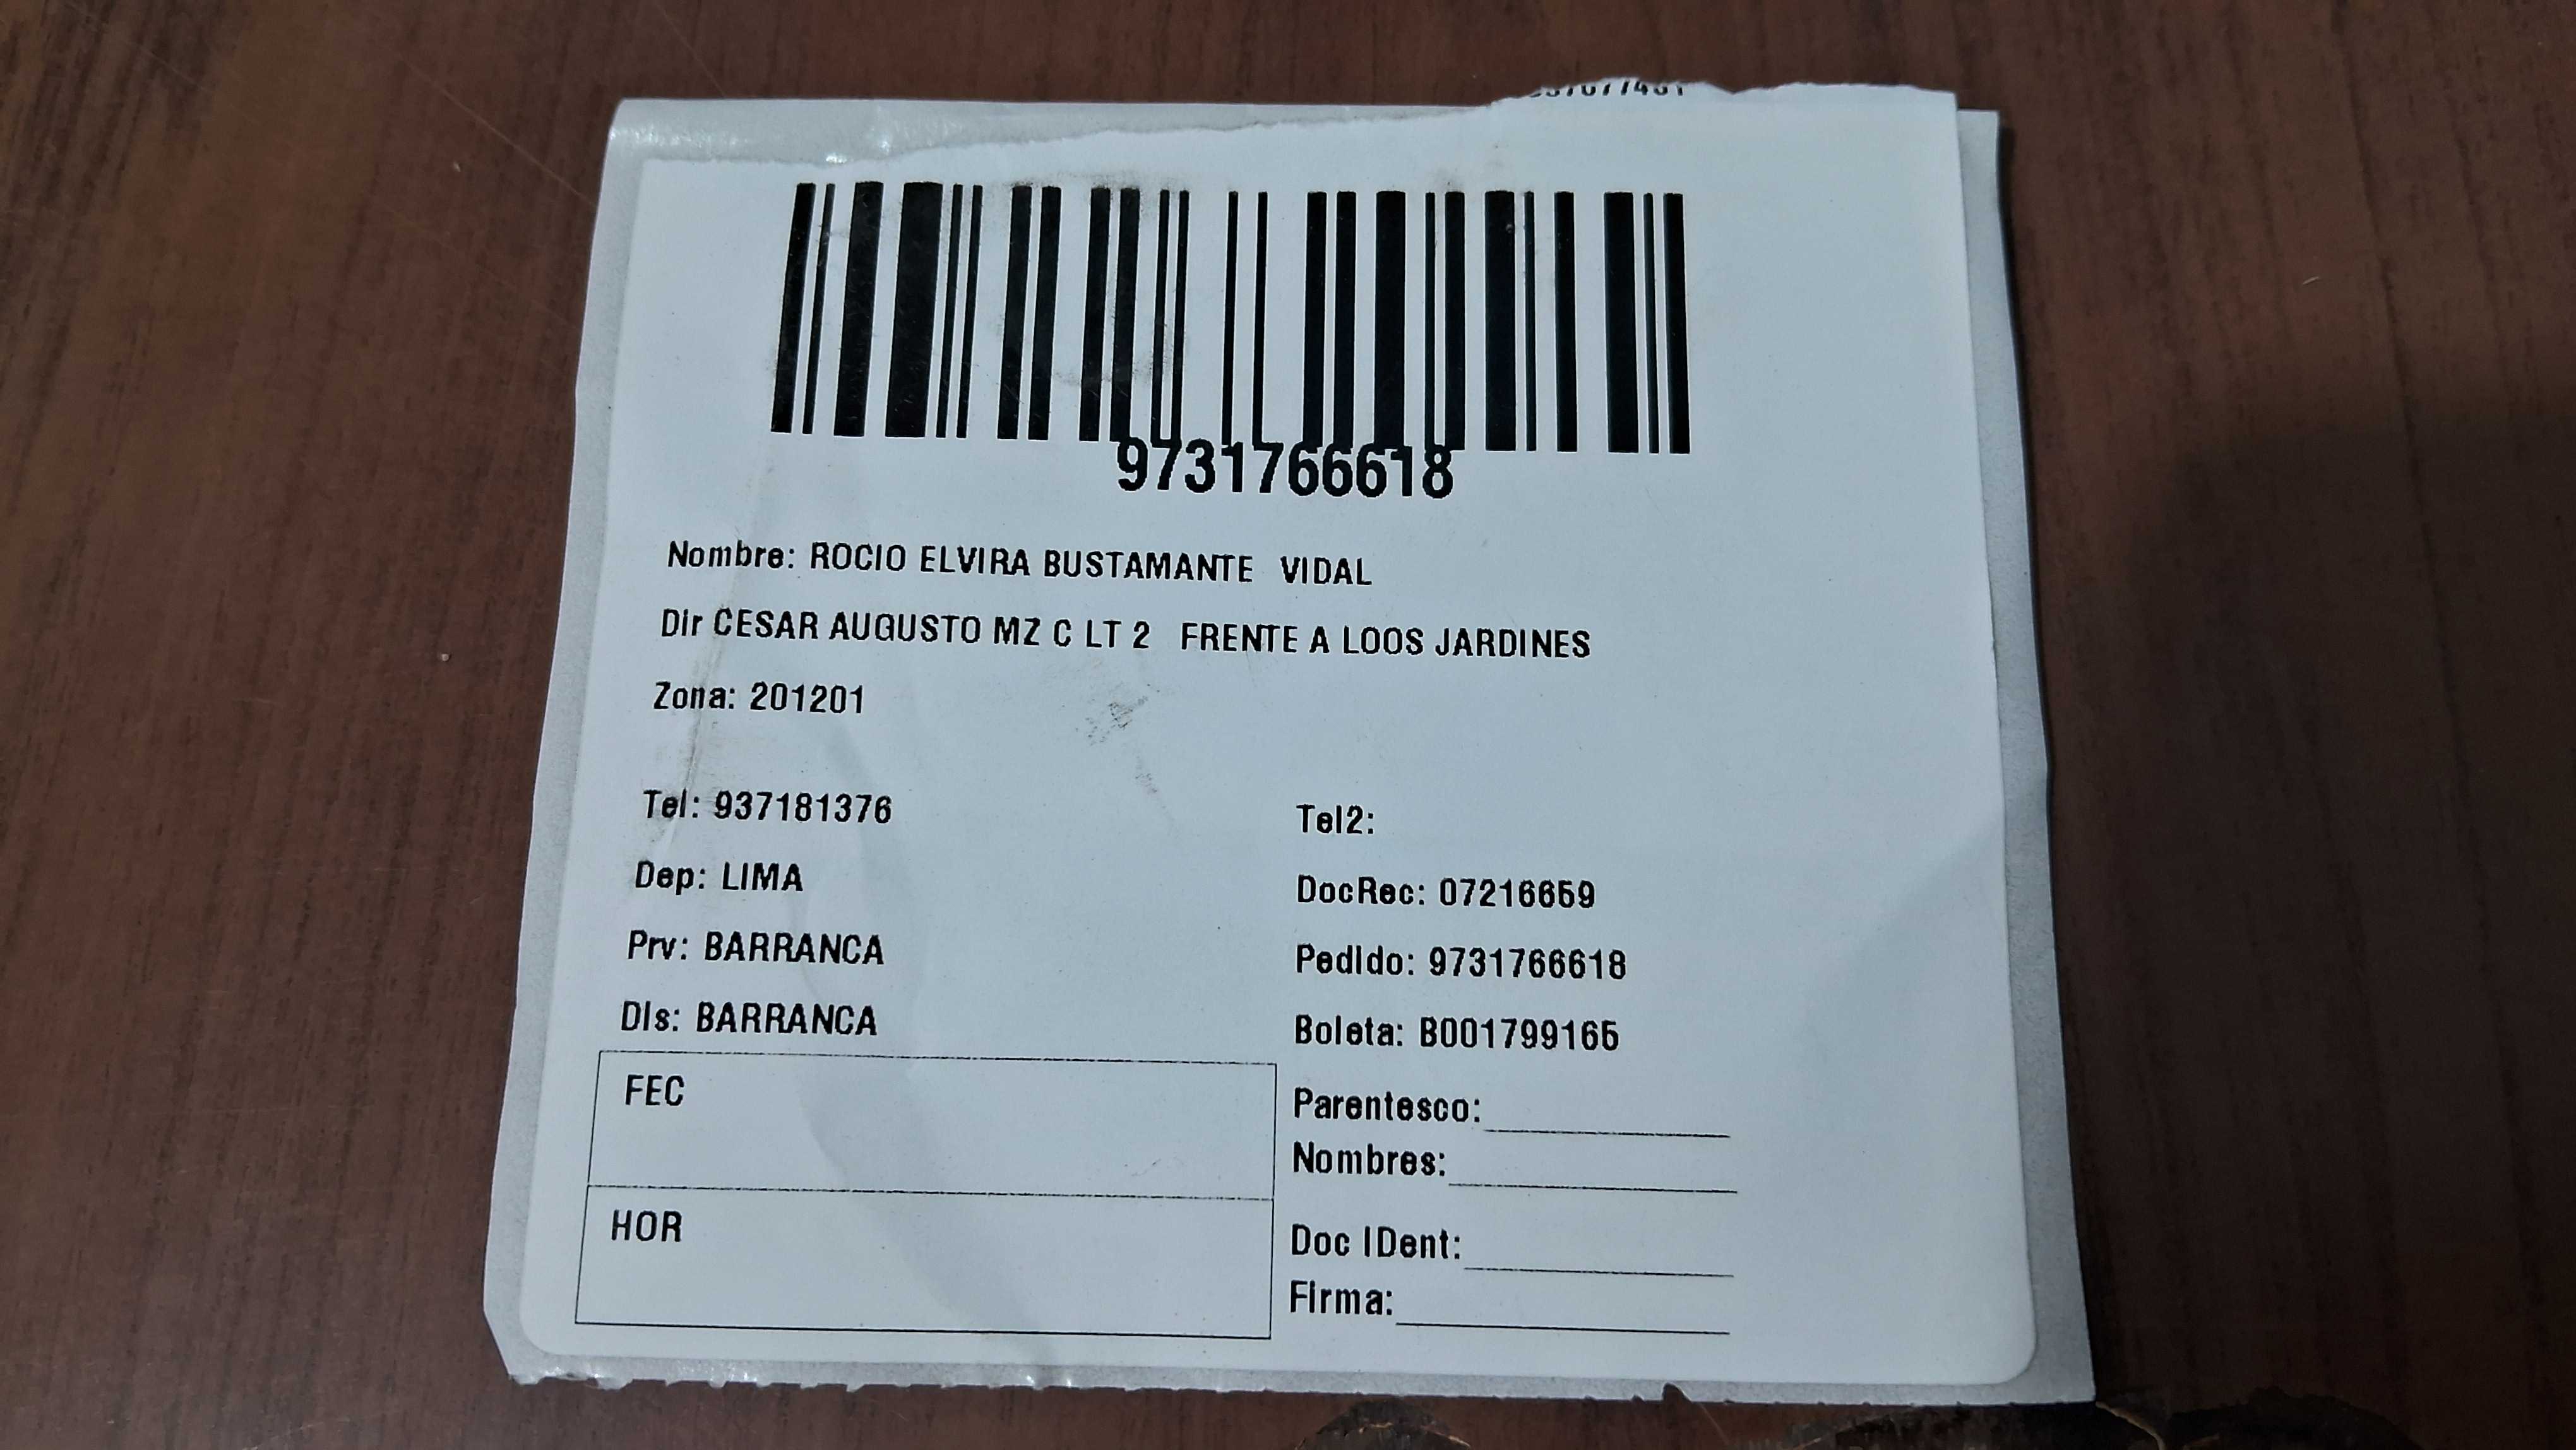 9731766618
Nombre: ROCIO ELVIRA BUSTAMANTE VIDAL
Dir CESAR AUGUSTO MZ C LT 2 FRENTE A LOOS JARDINES
Zona: 201201
Tel: 937181376
Tel2:
Dep: LIMA
DocRec: 07216659
Prv: BARRANCA
Pedido: 9731766618
Dis: BARRANCA
Boleta: B001799165
FEC
Parentesco:
Nombres:
HOR
Doc IDent:
Firma: